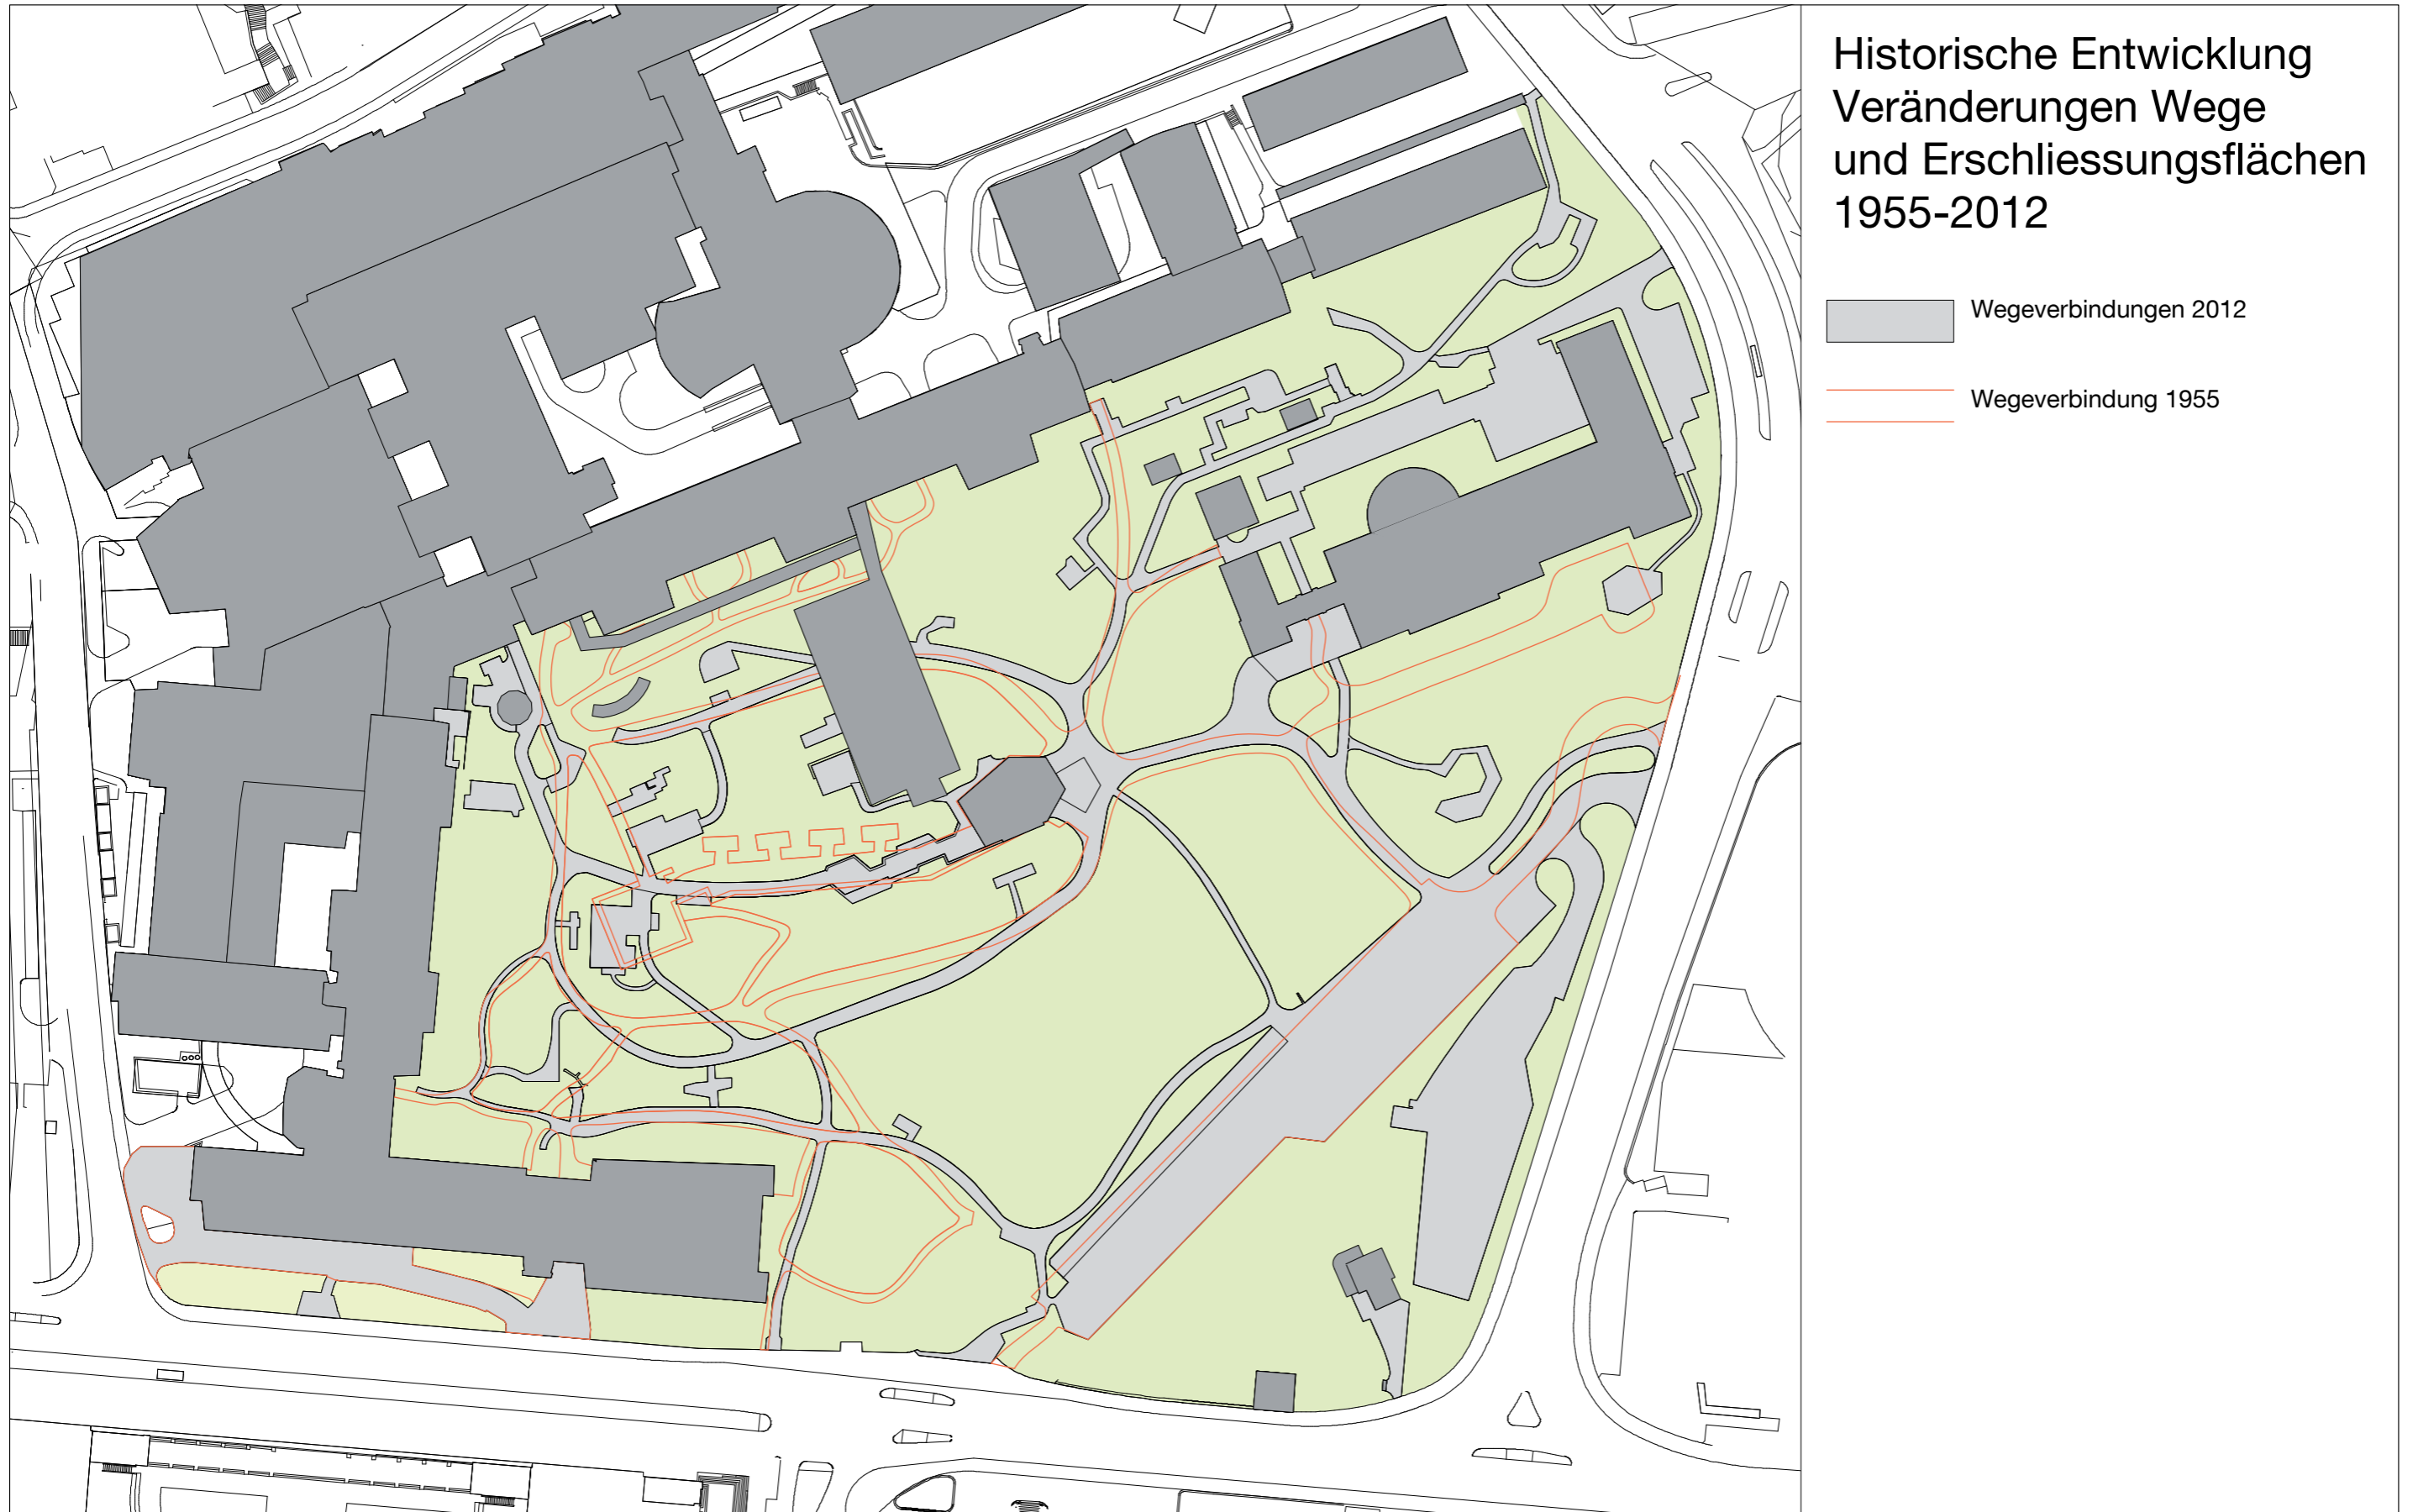 Historische Entwicklung
Veränderungen Wege
und Erschliessungsflächen
1955-2012
Wegeverbindungen 2012
Wegeverbindung 1955